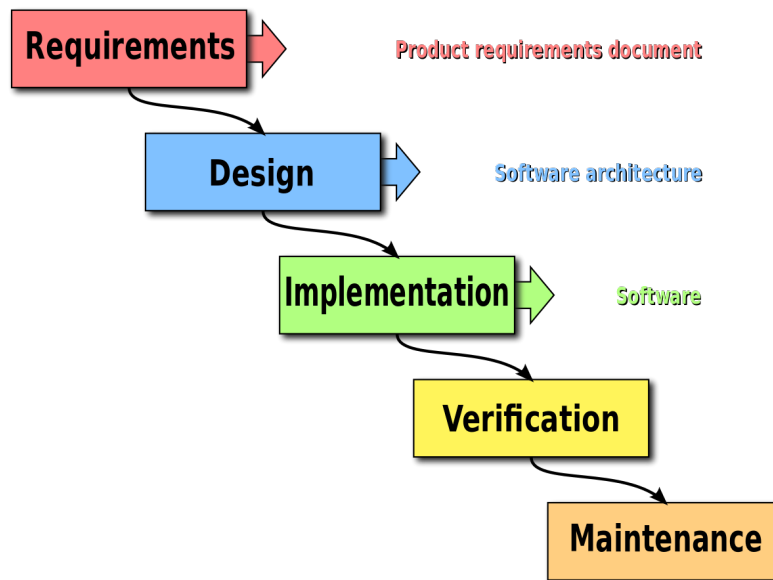 Requirements
Product requirements document
Design
Software architecture
Implementation
Software
Verification
Maintenance